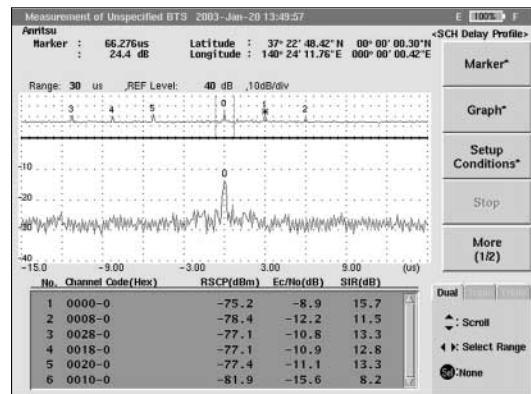 Measurement of Unspecified BTS 2003-Jan-20 13:49:57 E 100% F
Anritsu <SCH Delay Profile>
Marker : 66.276us Latitude : 37° 22' 48.42" N 00° 00' 00.30"N
: 24.4 dB Longitude : 140° 24' 11.76"E 000° 00' 00.42"E
Marker*
Range: 30 us ,REF Level: 40 dB ,10dB/div
Graph*
3 4 5 0 1 2
Setup
Conditions*
-10
0
-20
Stop
-30
More
(1/2)
-40
-15.0 -9.00 -3.00 3.00 9.00 (us)
No. Channel Code(Hex) RSCP(dBm) Ec/No(dB) SIR(dB)
1 0000-0 -75.2 -8.9 15.7
2 0008-0 -78.4 -12.2 11.5
3 0028-0 -77.1 -10.8 13.3
4 0018-0 -77.1 -10.9 12.8
5 0020-0 -77.4 -11.1 13.3
6 0010-0 -81.9 -15.6 8.2
Dual
: Scroll
: Select Range
Sel :None